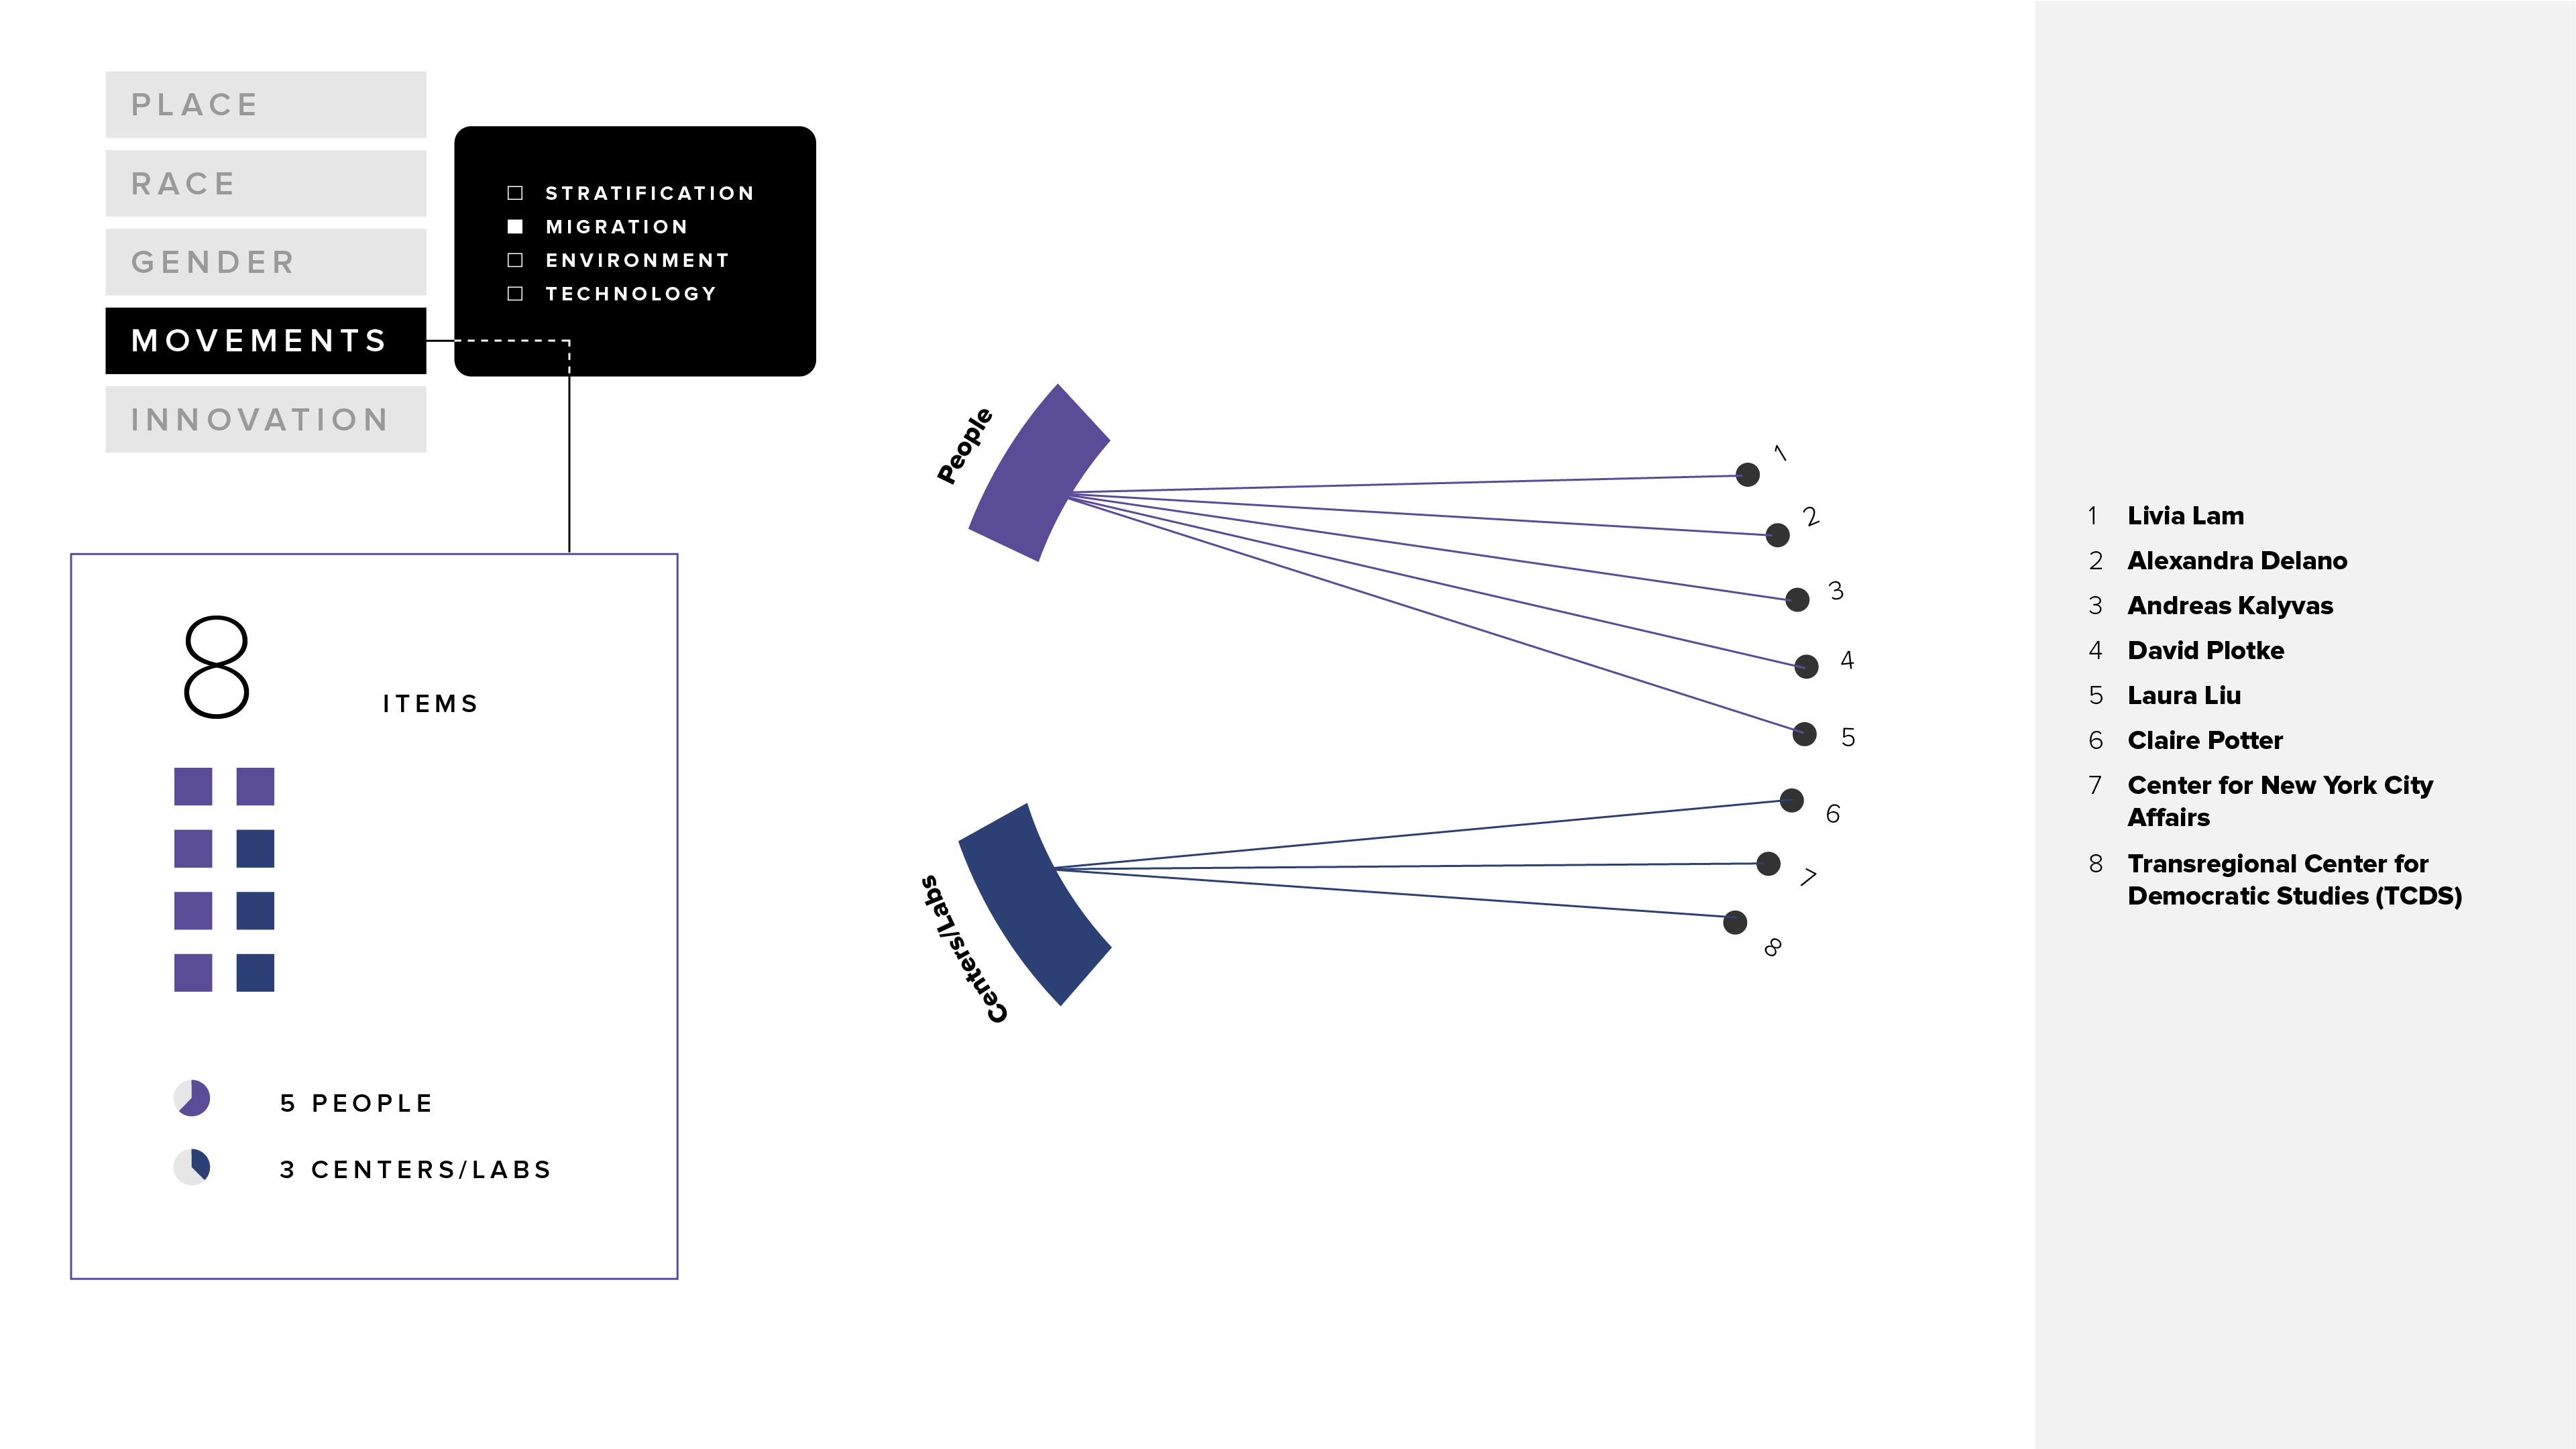 PLACE
RACE
GENDER
MOVEMENTS
INNOVATION
STRATIFICATION
MIGRATION
ENVIRONMENT
TECHNOLOGY
8 ITEMS
5 PEOPLE
3 CENTERS/LABS
People
Centers/Labs
1
2
3
4
5
6
7
8
1 Livia Lam
2 Alexandra Delano
3 Andreas Kalyvas
4 David Plotke
5 Laura Liu
6 Claire Potter
7 Center for New York City
Affairs
8 Transregional Center for
Democratic Studies (TCDS)